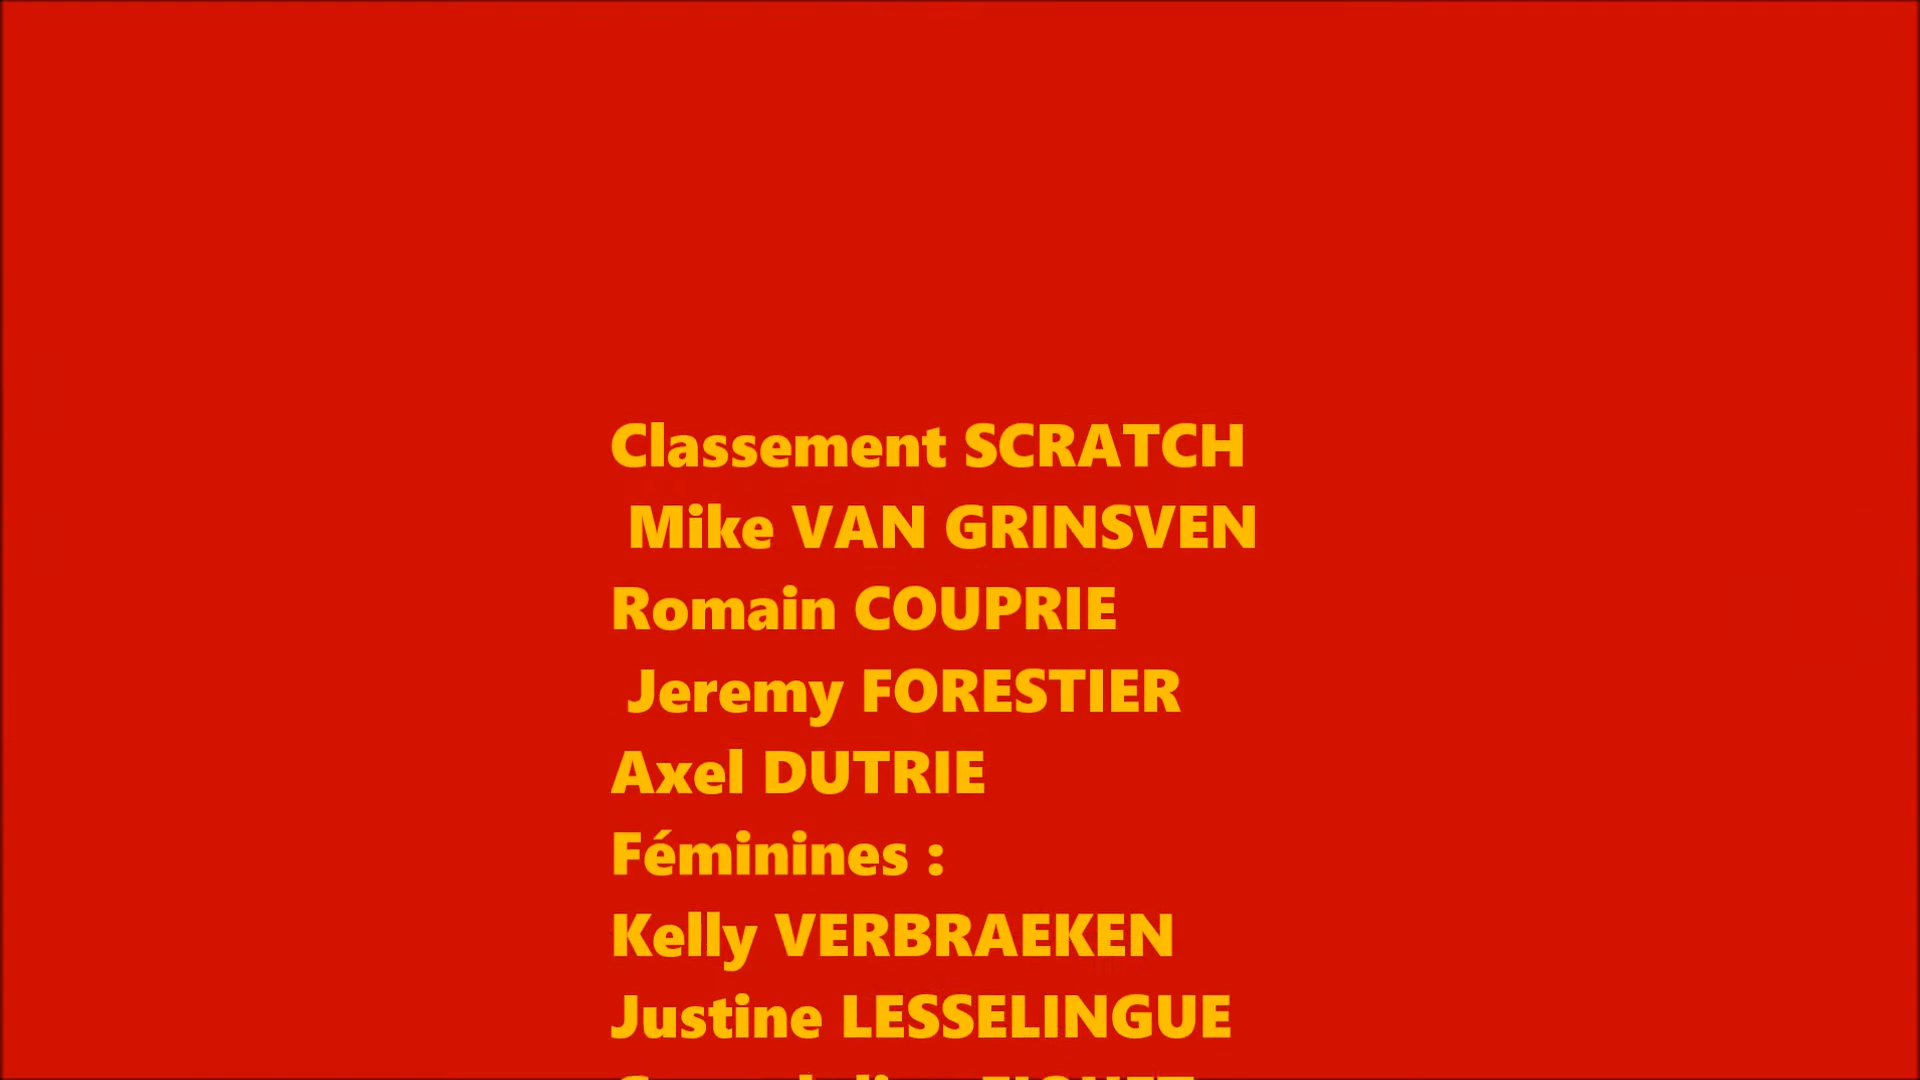 Classement SCRATCH
Mike VAN GRINSVEN
Romain COUPRIE
Jeremy FORESTIER
Axel DUTRIE
Féminines :
Kelly VERBRAEKEN
Justine LESSELINGUE